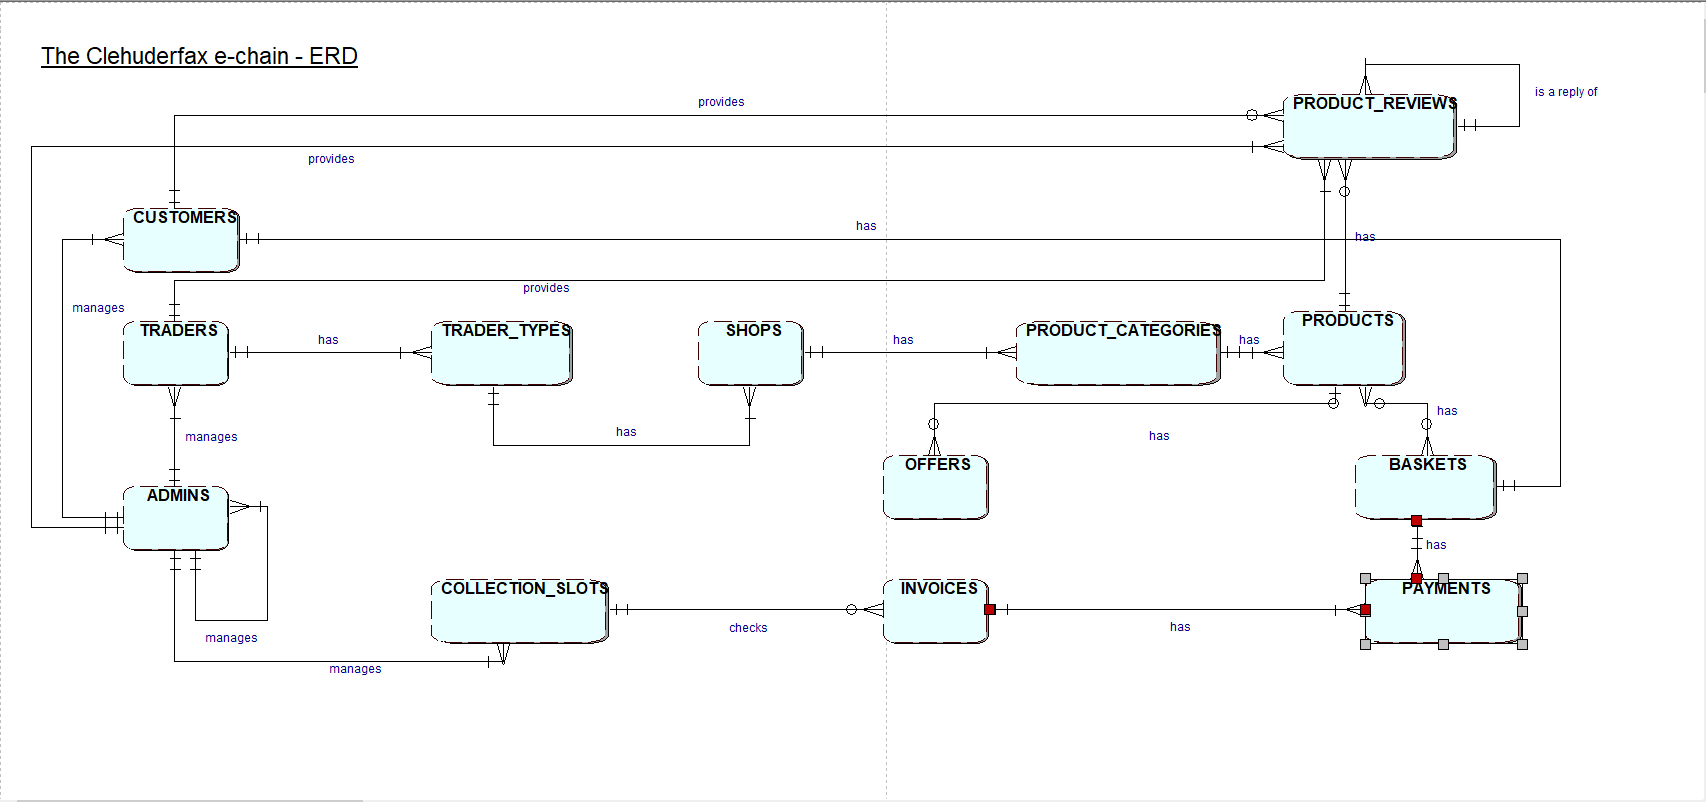 The Clehuderfax e-chain - ERD
provides
PRODUCT_REVIEWS
is a reply of
provides
CUSTOMERS
has
has
manages
provides
TRADERS
has
TRADER_TYPES
SHOPS
has
PRODUCT_CATEGORIES
has
PRODUCTS
manages
has
has
has
OFFERS
BASKETS
ADMINS
has
manages
COLLECTION_SLOTS
checks
INVOICES
has
PAYMENTS
manages